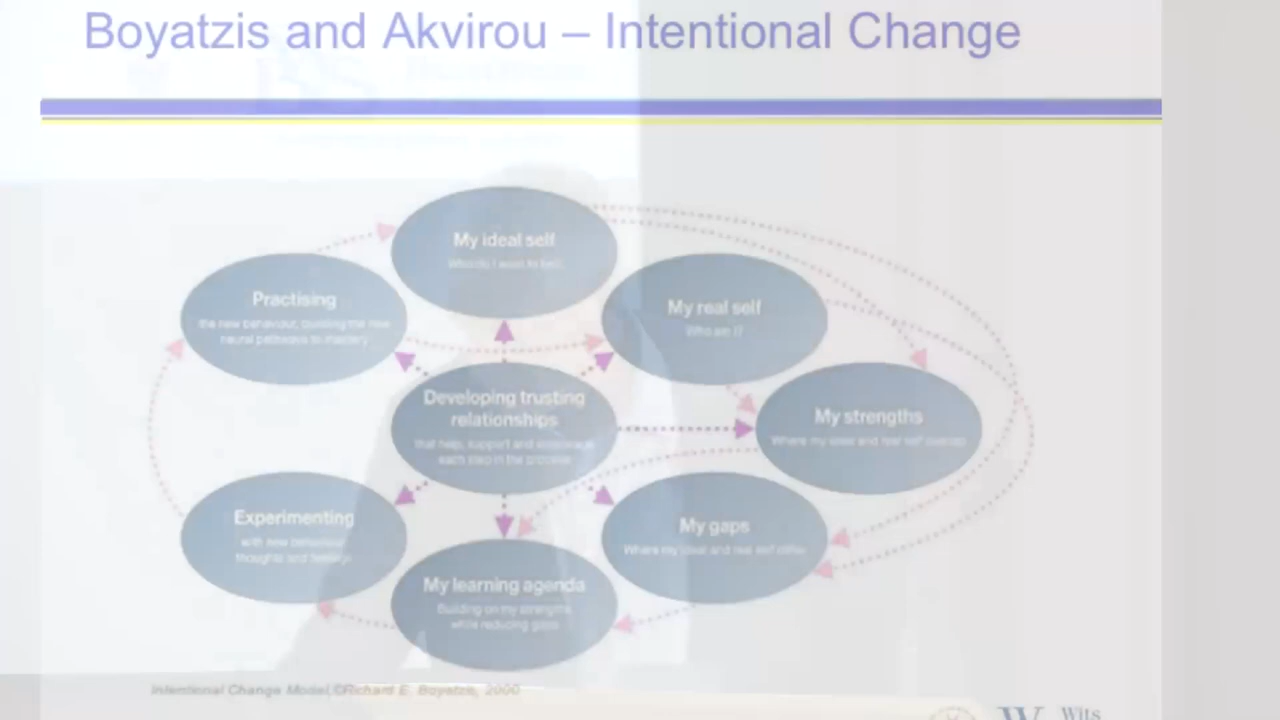 Boyatzis and Akvirou – Intentional Change
My ideal self
Who do I want to be?
Practising
the new behaviour, building the new
neural pathways to mastery
My real self
Who am I?
Developing trusting
relationships
that help, support and
each step in the process
My strengths
Where my ideal and real self overlap
Experimenting
with new behaviour,
thoughts and feelings
My gaps
Where my ideal and real self differ
My learning agenda
Building on my strengths
while reducing gaps
Intentional Change Model ©Richard E. Boyatzis, 2000
Wits